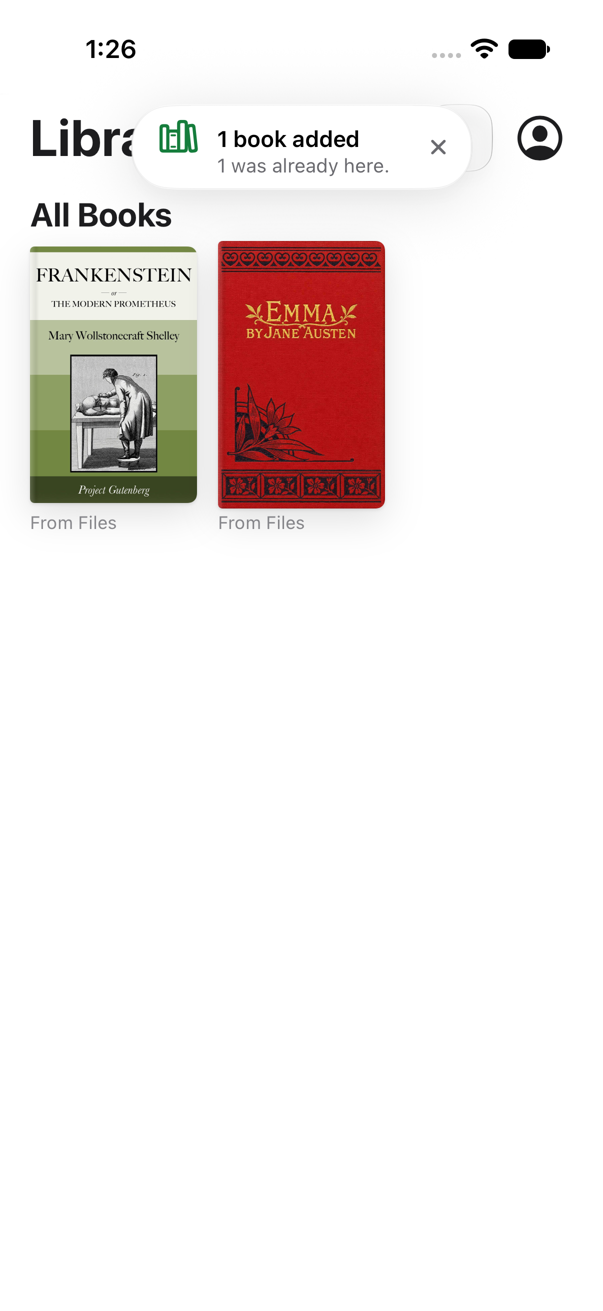 1:26
1 book added
1 was already here.
All Books
FRANKENSTEIN
or
THE MODERN PROMETHEUS
Mary Wollstonecraft Shelley
Project Gutenberg
EMMA
BY JANE AUSTEN
From Files
From Files